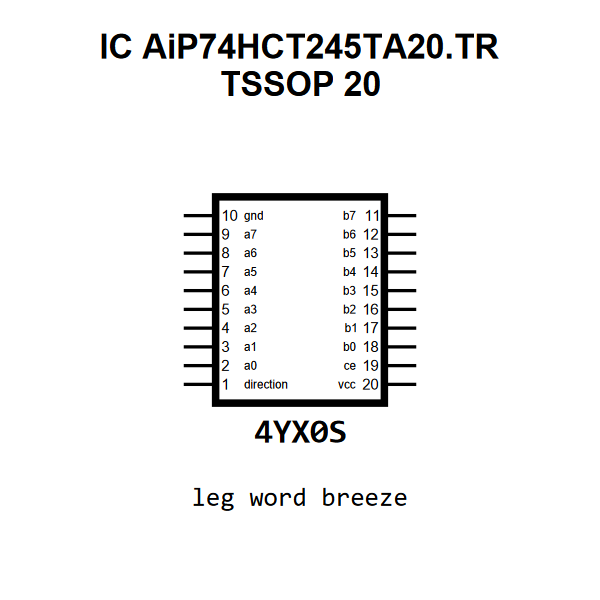 IC AiP74HCT245TA20.TR
TSSOP 20
10 gnd b7 11
9 a7 b6 12
8 a6 b5 13
7 a5 b4 14
6 a4 b3 15
5 a3 b2 16
4 a2 b1 17
3 a1 b0 18
2 a0 ce 19
1 direction vcc 20
4YX0S
leg word breeze